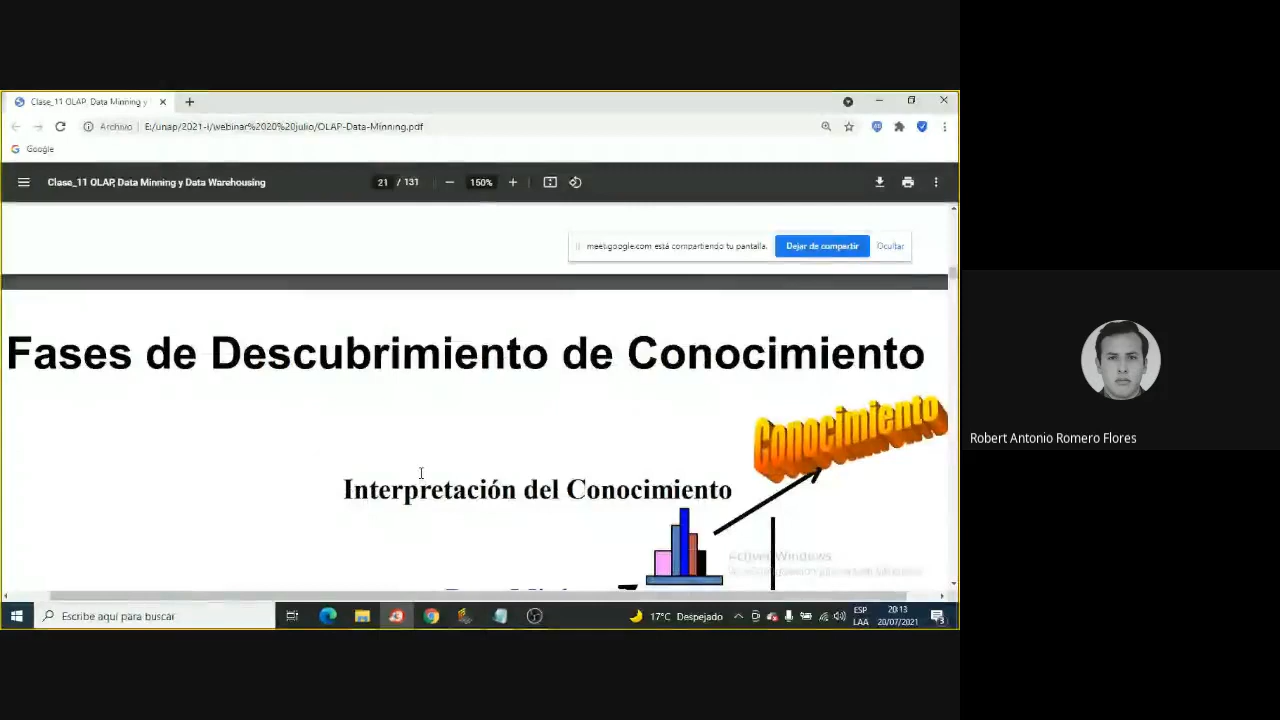 Clase_11 OLAP, Data Minning y
Archivo
E:/unap/2021-I/webinar%2020%20julio/OLAP-Data-Minning.pdf
Google
Clase_11 OLAP, Data Minning y Data Warehousing
21 / 131
150%
meet.google.com está compartiendo tu pantalla.
Dejar de compartir
Ocultar
Fases de Descubrimiento de Conocimiento
Conocimiento
Interpretación del Conocimiento
Activar Windows
Robert Antonio Romero Flores
Escribe aquí para buscar
17°C Despejado
ESP
LAA
20:13
20/07/2021
3